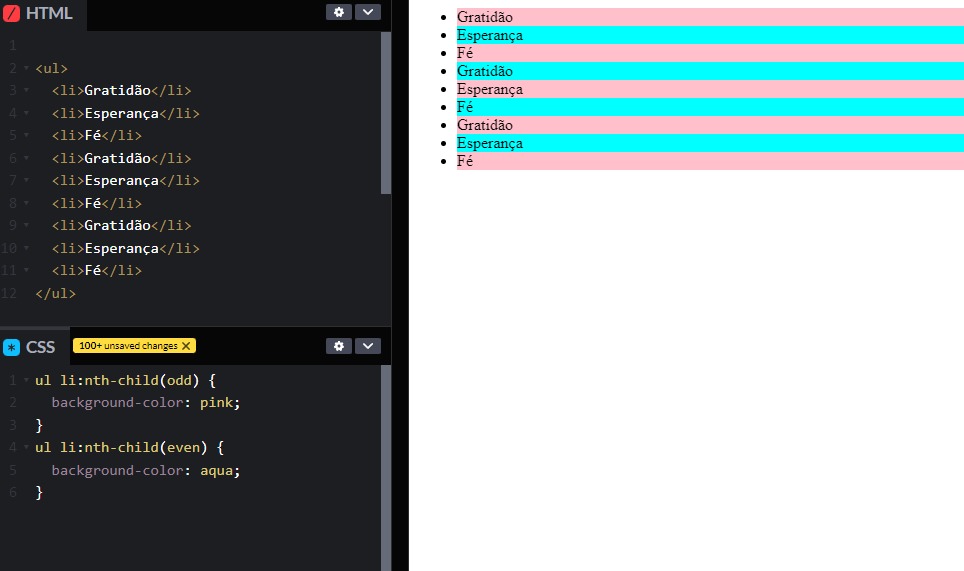 HTML
1
2 <ul>
3 <li>Gratidão</li>
4 <li>Esperança</li>
5 <li>Fé</li>
6 <li>Gratidão</li>
7 <li>Esperança</li>
8 <li>Fé</li>
9 <li>Gratidão</li>
10 <li>Esperança</li>
11 <li>Fé</li>
12 </ul>
CSS 100+ unsaved changes X
1 ul li:nth-child(odd) {
2 background-color: pink;
3 }
4 ul li:nth-child(even) {
5 background-color: aqua;
6 }
• Gratidão
• Esperança
• Fé
• Gratidão
• Esperança
• Fé
• Gratidão
• Esperança
• Fé